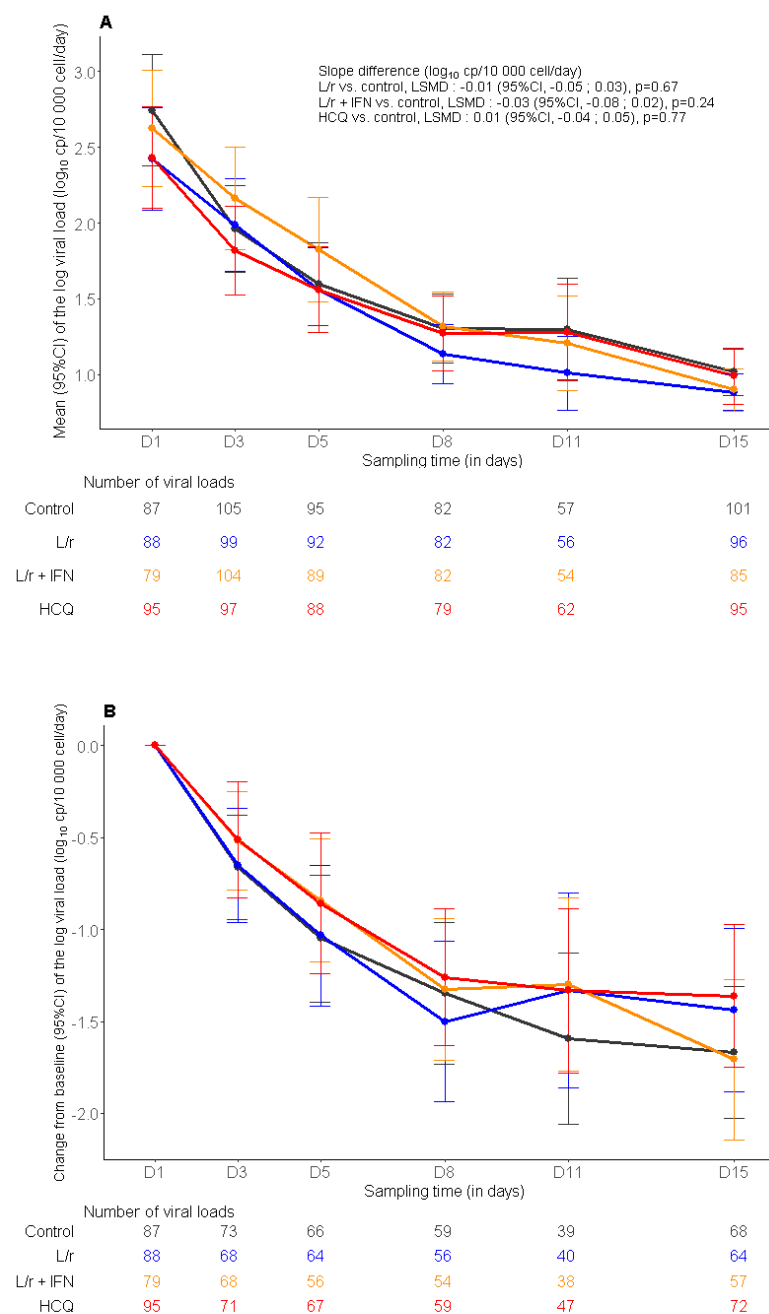 A
Mean (95%CI) of the log viral load (log₁₀ cp/10 000 cell/day)
Slope difference (log₁₀ cp/10 000 cell/day)
L/r vs. control, LSMD : -0.01 (95%CI, -0.05 ; 0.03), p=0.67
L/r + IFN vs. control, LSMD : -0.03 (95%CI, -0.08 ; 0.02), p=0.24
HCQ vs. control, LSMD : 0.01 (95%CI, -0.04 ; 0.05), p=0.77
3.0
2.5
2.0
1.5
1.0
D1 D3 D5 D8 D11 D15
Sampling time (in days)
Number of viral loads
Control 87 105 95 82 57 101
L/r 88 99 92 82 56 96
L/r + IFN 79 104 89 82 54 85
HCQ 95 97 88 79 62 95
B
Change from baseline (95%CI) of the log viral load (log₁₀ cp/10 000 cell/day)
0.0
-0.5
-1.0
-1.5
-2.0
D1 D3 D5 D8 D11 D15
Sampling time (in days)
Number of viral loads
Control 87 73 66 59 39 68
L/r 88 68 64 56 40 64
L/r + IFN 79 68 56 54 38 57
HCQ 95 71 67 59 47 72